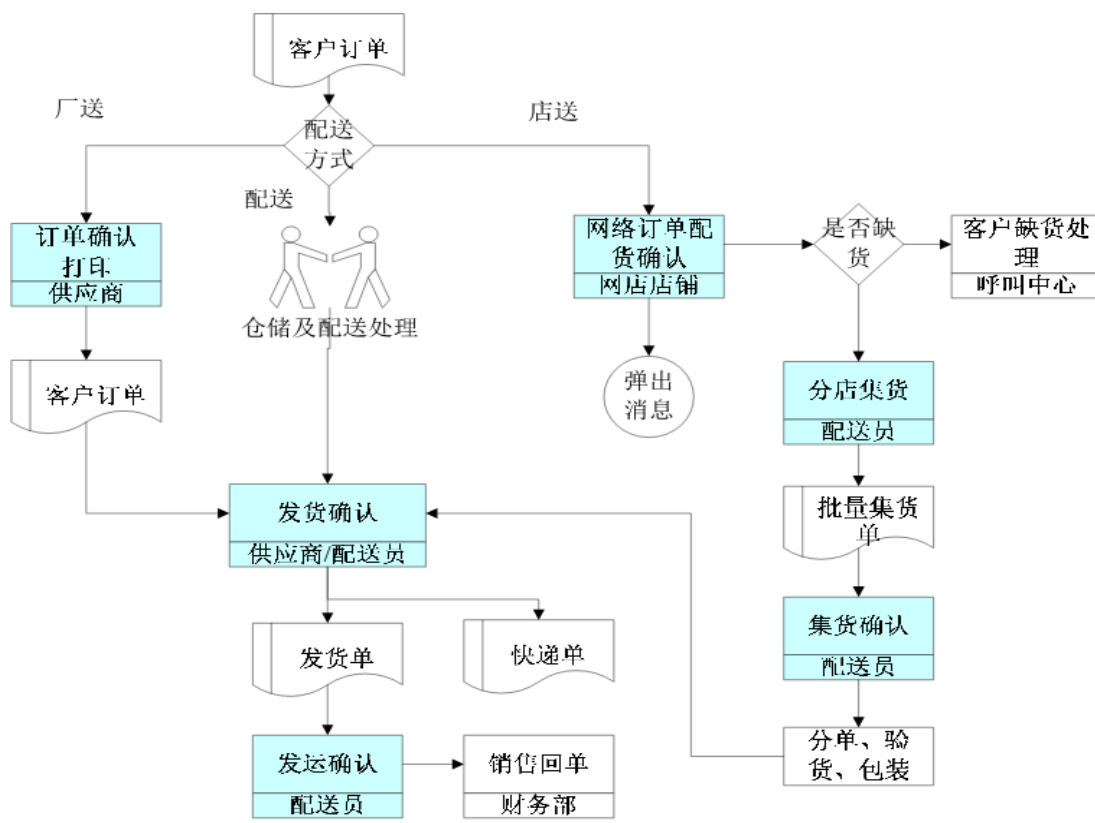 客户订单
厂送
店送
配送
方式
配送
订单确认
打印
供应商
网络订单配
货确认
网店店铺
是否缺
货
客户缺货处
理
呼叫中心
仓储及配送处理
客户订单
弹出
消息
分店集货
配送员
发货确认
供应商/配送员
批量集货
单
集货确认
配送员
发货单
快递单
分单、验
货、包装
发运确认
配送员
销售回单
财务部